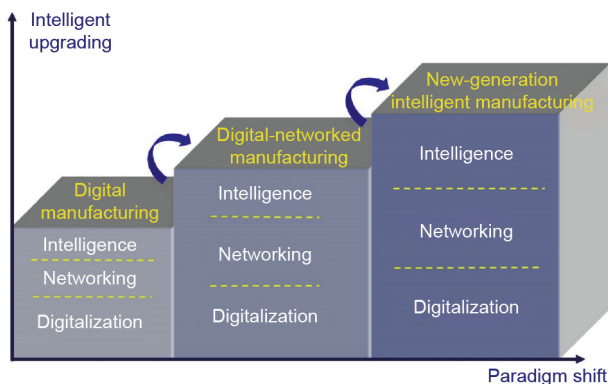 Intelligent
upgrading
New-generation
intelligent manufacturing
Digital-networked
manufacturing
Digital
manufacturing
Intelligence
Networking
Digitalization
Intelligence
Networking
Digitalization
Intelligence
Networking
Digitalization
Paradigm shift